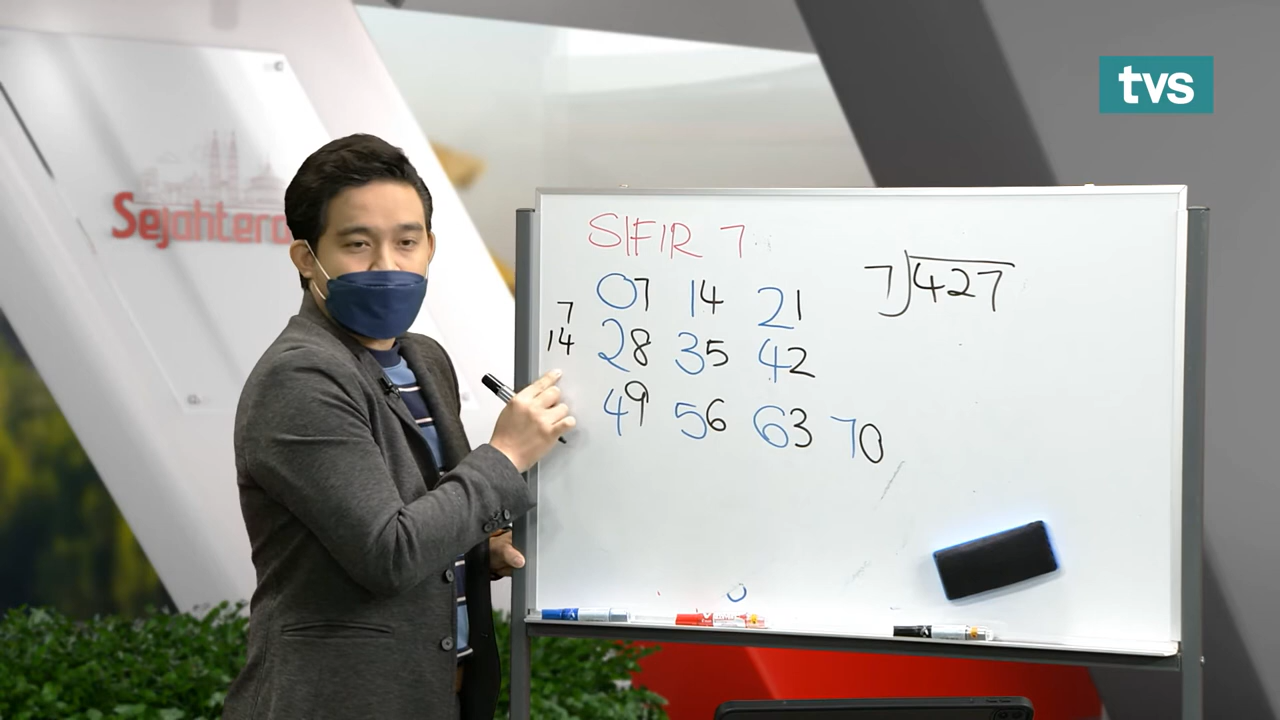 tvs
Sejahtera
SIFIR 7
07 14 21
28 35 42
49 56 63 70
7
14
7)427